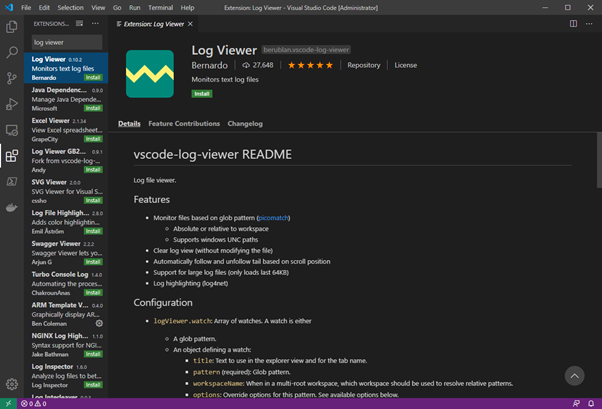 File Edit Selection View Go Run Terminal Help
Extension: Log Viewer - Visual Studio Code [Administrator]
EXTENSIONS...
log viewer
Log Viewer 0.10.2
Monitors text log files
Bernardo Install
Java Dependenc... 0.9.0
Manage Java Depende...
Microsoft Install
Excel Viewer 2.1.34
View Excel spreadsheet...
GrapeCity Install
Log Viewer GB2... 0.9.1
Fork from vscode-log-...
Andy Install
SVG Viewer 2.0.0
SVG Viewer for Visual S...
cssho Install
Log File Highligh... 2.8.0
Adds color highlightin...
Emil Åström Install
Swagger Viewer 2.2.2
Swagger Viewer lets yo...
Arjun G Install
Turbo Console Log 1.4.0
Automating the proces...
ChakrounAnas Install
ARM Template V... 0.4.0
Graphically display AR...
Ben Coleman
NGINX Log High... 1.1.0
Syntax support for NGI...
Jake Bathman Install
Log Inspector 1.6.0
Analyze log files to bet...
Log Inspector Install
Extension: Log Viewer
Log Viewer berublan.vscode-log-viewer
Bernardo 27,648 Repository License
Monitors text log files
Install
Details Feature Contributions Changelog
vscode-log-viewer README
Log file viewer.
Features
• Monitor files based on glob pattern (picomatch)
Absolute or relative to workspace
Supports windows UNC paths
• Clear log view (without modifying the file)
• Automatically follow and unfollow tail based on scroll position
• Support for large log files (only loads last 64KB)
• Log highlighting (log4net)
Configuration
• logViewer.watch: Array of watches. A watch is either
A glob pattern.
An object defining a watch:
title: Text to use in the explorer view and for the tab name.
pattern (required): Glob pattern.
workspaceName: When in a multi-root workspace, which workspace should be used to resolve relative patterns.
options: Override options for this pattern. See available options below.
0 0